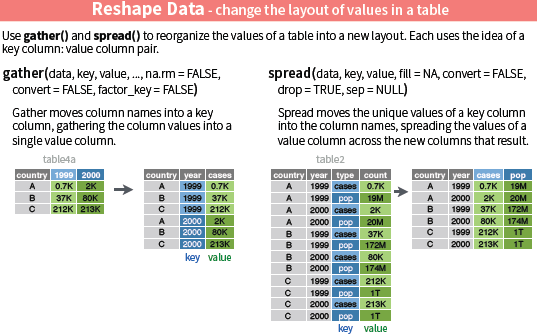 Reshape Data - change the layout of values in a table
Use gather() and spread() to reorganize the values of a table into a new layout. Each uses the idea of a
key column: value column pair.
gather(data, key, value, ..., na.rm = FALSE,
convert = FALSE, factor_key = FALSE)
Gather moves column names into a key
column, gathering the column values into a
single value column.
table4a
country 1999 2000
A 0.7K 2K
B 37K 80K
C 212K 213K
country year cases
A 1999 0.7K
B 1999 37K
C 1999 212K
A 2000 2K
B 2000 80K
C 2000 213K
key value
spread(data, key, value, fill = NA, convert = FALSE,
drop = TRUE, sep = NULL)
Spread moves the unique values of a key column
into the column names, spreading the values of a
value column across the new columns that result.
table2
country year type count
A 1999 cases 0.7K
A 1999 pop 19M
A 2000 cases 2K
A 2000 pop 20M
B 1999 cases 37K
B 1999 pop 172M
B 2000 cases 80K
B 2000 pop 174M
C 1999 cases 212K
C 1999 pop 1T
C 2000 cases 213K
C 2000 pop 1T
key value
country year cases pop
A 1999 0.7K 19M
A 2000 2K 20M
B 1999 37K 172M
B 2000 80K 174M
C 1999 212K 1T
C 2000 213K 1T